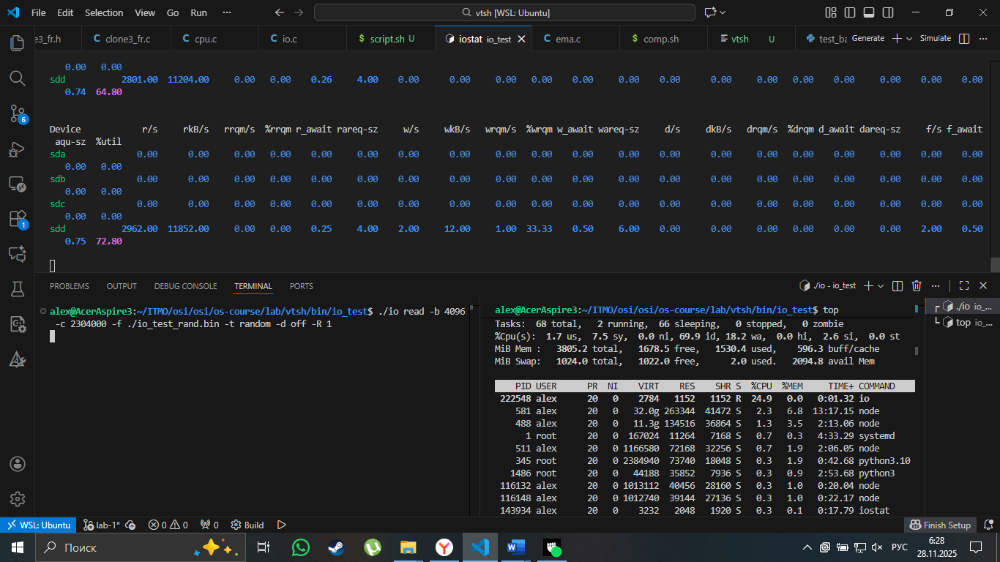 File Edit Selection View Go Run ··· vtsh [WSL: Ubuntu]
e3_fr.h C clone3_fr.c C cpu.c C io.c $ script.sh U iostat io_test C ema.c $ comp.sh vtsh U test_ba Generate Simulate ···
0.00 0.00
sdd 2801.00 11204.00 0.00 0.00 0.26 4.00 0.00 0.00 0.00 0.00 0.00 0.00 0.00 0.00 0.00 0.00 0.00 0.00 0.00 0.00
0.74 64.80
Device r/s rkB/s rrqm/s %rrqm r_await rareq-sz w/s wkB/s wrqm/s %wrqm w_await wareq-sz d/s dkB/s drqm/s %drqm d_await dareq-sz f/s f_await
aqu-sz %util
sda 0.00 0.00 0.00 0.00 0.00 0.00 0.00 0.00 0.00 0.00 0.00 0.00 0.00 0.00 0.00 0.00 0.00 0.00 0.00 0.00
0.00 0.00
sdb 0.00 0.00 0.00 0.00 0.00 0.00 0.00 0.00 0.00 0.00 0.00 0.00 0.00 0.00 0.00 0.00 0.00 0.00 0.00 0.00
0.00 0.00
sdc 0.00 0.00 0.00 0.00 0.00 0.00 0.00 0.00 0.00 0.00 0.00 0.00 0.00 0.00 0.00 0.00 0.00 0.00 0.00 0.00
0.00 0.00
sdd 2962.00 11852.00 0.00 0.00 0.25 4.00 2.00 12.00 1.00 33.33 0.50 6.00 0.00 0.00 0.00 0.00 0.00 0.00 2.00 0.50
0.75 72.80
6
1
PROBLEMS OUTPUT DEBUG CONSOLE TERMINAL PORTS ./io - io_test ···
alex@AcerAspire3:~/ITMO/osi/osi/os-course/lab/vtsh/bin/io_test$ ./io read -b 4096
-c 2304000 -f ./io_test_rand.bin -t random -d off -R 1
alex@AcerAspire3:~/ITMO/osi/osi/os-course/lab/vtsh/bin/io_test$ top
Tasks: 68 total, 2 running, 66 sleeping, 0 stopped, 0 zombie
%Cpu(s): 1.7 us, 7.5 sy, 0.0 ni, 69.9 id, 18.2 wa, 0.0 hi, 2.6 si, 0.0 st
MiB Mem : 3805.2 total, 1678.5 free, 1530.4 used, 596.3 buff/cache
MiB Swap: 1024.0 total, 1022.0 free, 2.0 used. 2094.8 avail Mem
PID USER PR NI VIRT RES SHR S %CPU %MEM TIME+ COMMAND
222548 alex 20 0 2784 1152 1152 R 24.9 0.0 0:01.32 io
581 alex 20 0 32.0g 263344 41472 S 2.3 6.8 13:17.15 node
488 alex 20 0 11.3g 134516 36864 S 1.3 3.5 2:13.06 node
1 root 20 0 167024 11264 7168 S 0.7 0.3 4:33.29 systemd
511 alex 20 0 1166580 72168 32256 S 0.7 1.9 2:06.05 node
345 root 20 0 2384940 73740 18048 S 0.3 1.9 0:42.68 python3.10
1486 root 20 0 44188 35852 7936 S 0.3 0.9 2:53.68 python3
116132 alex 20 0 1013112 40456 28160 S 0.3 1.0 0:20.04 node
116148 alex 20 0 1012740 39144 27136 S 0.3 1.0 0:22.17 node
143934 alex 20 0 3232 2048 1920 S 0.3 0.1 0:17.79 iostat
./io io_...
top io_...
WSL: Ubuntu lab-1* 0 0 0 Build Finish Setup
Поиск РУС 6:28
28.11.2025